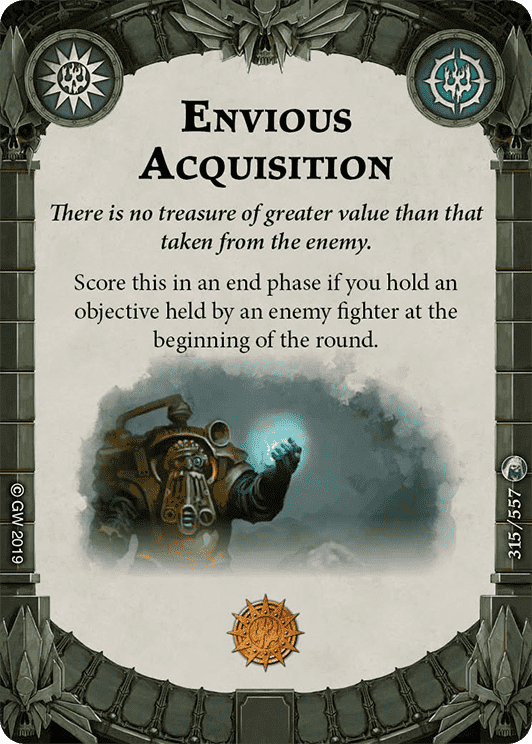 Envious
Acquisition
There is no treasure of greater value than that
taken from the enemy.
Score this in an end phase if you hold an
objective held by an enemy fighter at the
beginning of the round.
© GW 2019
315/557